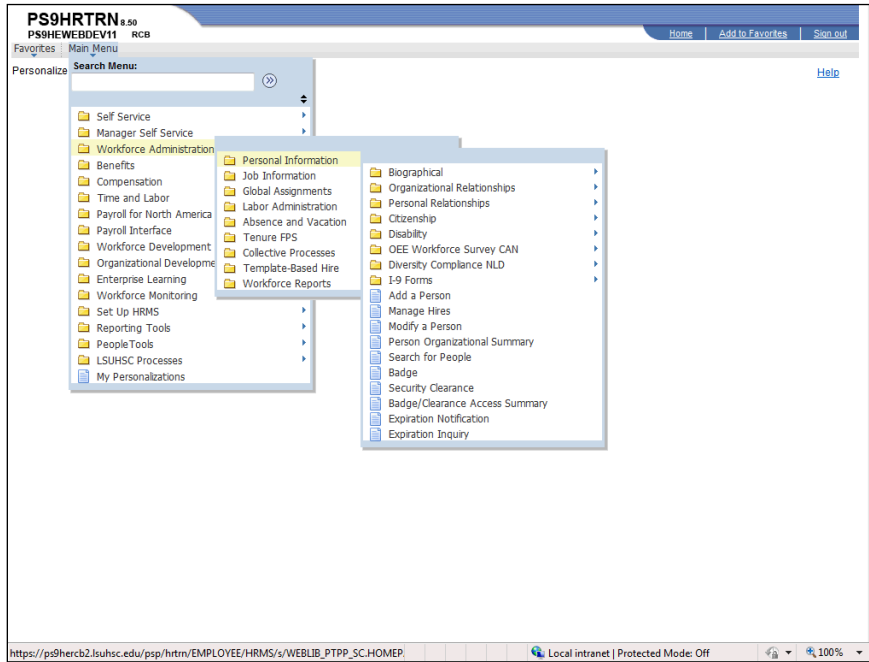 PS9HRTRN 8.50
PS9HEWEBDEV11 RCB
Home Add to Favorites Sign out
Favorites Main Menu
Personalize
Help
Search Menu:
Self Service
Manager Self Service
Workforce Administration
Benefits
Compensation
Time and Labor
Payroll for North America
Payroll Interface
Workforce Development
Organizational Developme
Enterprise Learning
Workforce Monitoring
Set Up HRMS
Reporting Tools
PeopleTools
LSUHSC Processes
My Personalizations
Personal Information
Job Information
Global Assignments
Labor Administration
Absence and Vacation
Tenure FPS
Collective Processes
Template-Based Hire
Workforce Reports
Biographical
Organizational Relationships
Personal Relationships
Citizenship
Disability
OEE Workforce Survey CAN
Diversity Compliance NLD
I-9 Forms
Add a Person
Manage Hires
Modify a Person
Person Organizational Summary
Search for People
Badge
Security Clearance
Badge/Clearance Access Summary
Expiration Notification
Expiration Inquiry
https://ps9hercb2.lsuhsc.edu/psp/hrtrn/EMPLOYEE/HRMS/s/WEBLIB_PTPP_SC.HOMEP. Local intranet | Protected Mode: Off 100%